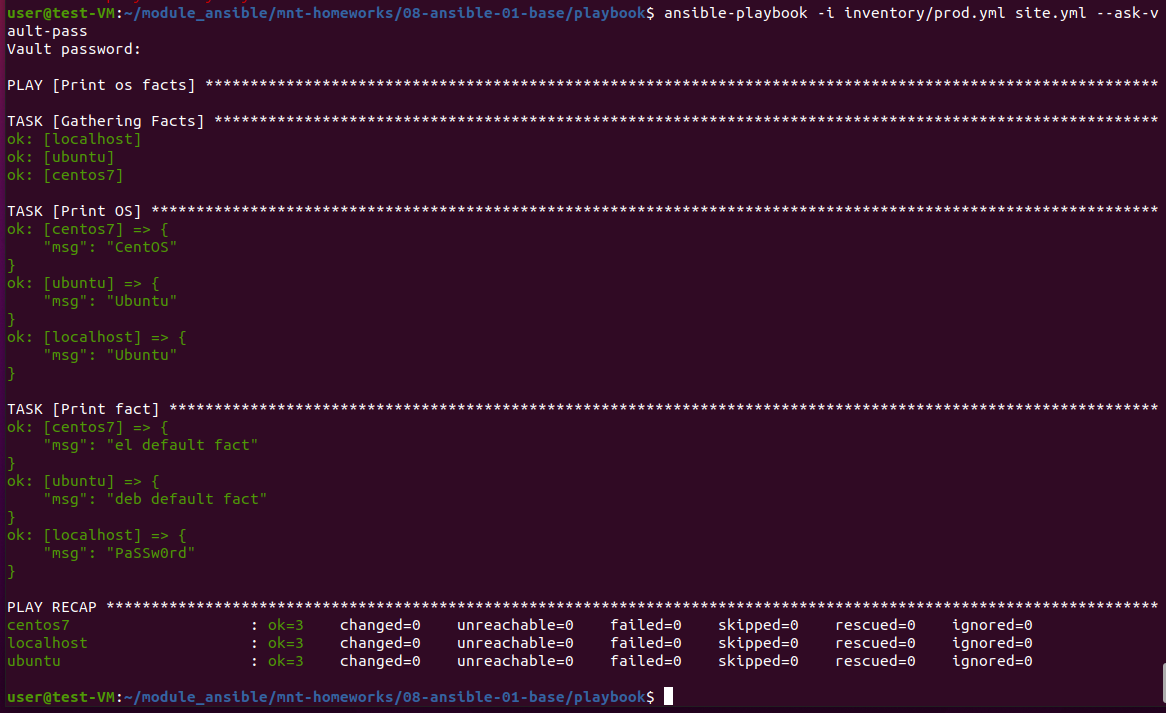 user@test-VM:~/module_ansible/mnt-homeworks/08-ansible-01-base/playbook$ ansible-playbook -i inventory/prod.yml site.yml --ask-v
ault-pass
Vault password:
PLAY [Print os facts] **********************************************************************************************************
TASK [Gathering Facts] *********************************************************************************************************
ok: [localhost]
ok: [ubuntu]
ok: [centos7]
TASK [Print OS] ****************************************************************************************************************
ok: [centos7] => {
    "msg": "CentOS"
}
ok: [ubuntu] => {
    "msg": "Ubuntu"
}
ok: [localhost] => {
    "msg": "Ubuntu"
}
TASK [Print fact] **************************************************************************************************************
ok: [centos7] => {
    "msg": "el default fact"
}
ok: [ubuntu] => {
    "msg": "deb default fact"
}
ok: [localhost] => {
    "msg": "PaSSw0rd"
}
PLAY RECAP *********************************************************************************************************************
centos7                    : ok=3    changed=0    unreachable=0    failed=0    skipped=0    rescued=0    ignored=0
localhost                  : ok=3    changed=0    unreachable=0    failed=0    skipped=0    rescued=0    ignored=0
ubuntu                     : ok=3    changed=0    unreachable=0    failed=0    skipped=0    rescued=0    ignored=0
user@test-VM:~/module_ansible/mnt-homeworks/08-ansible-01-base/playbook$